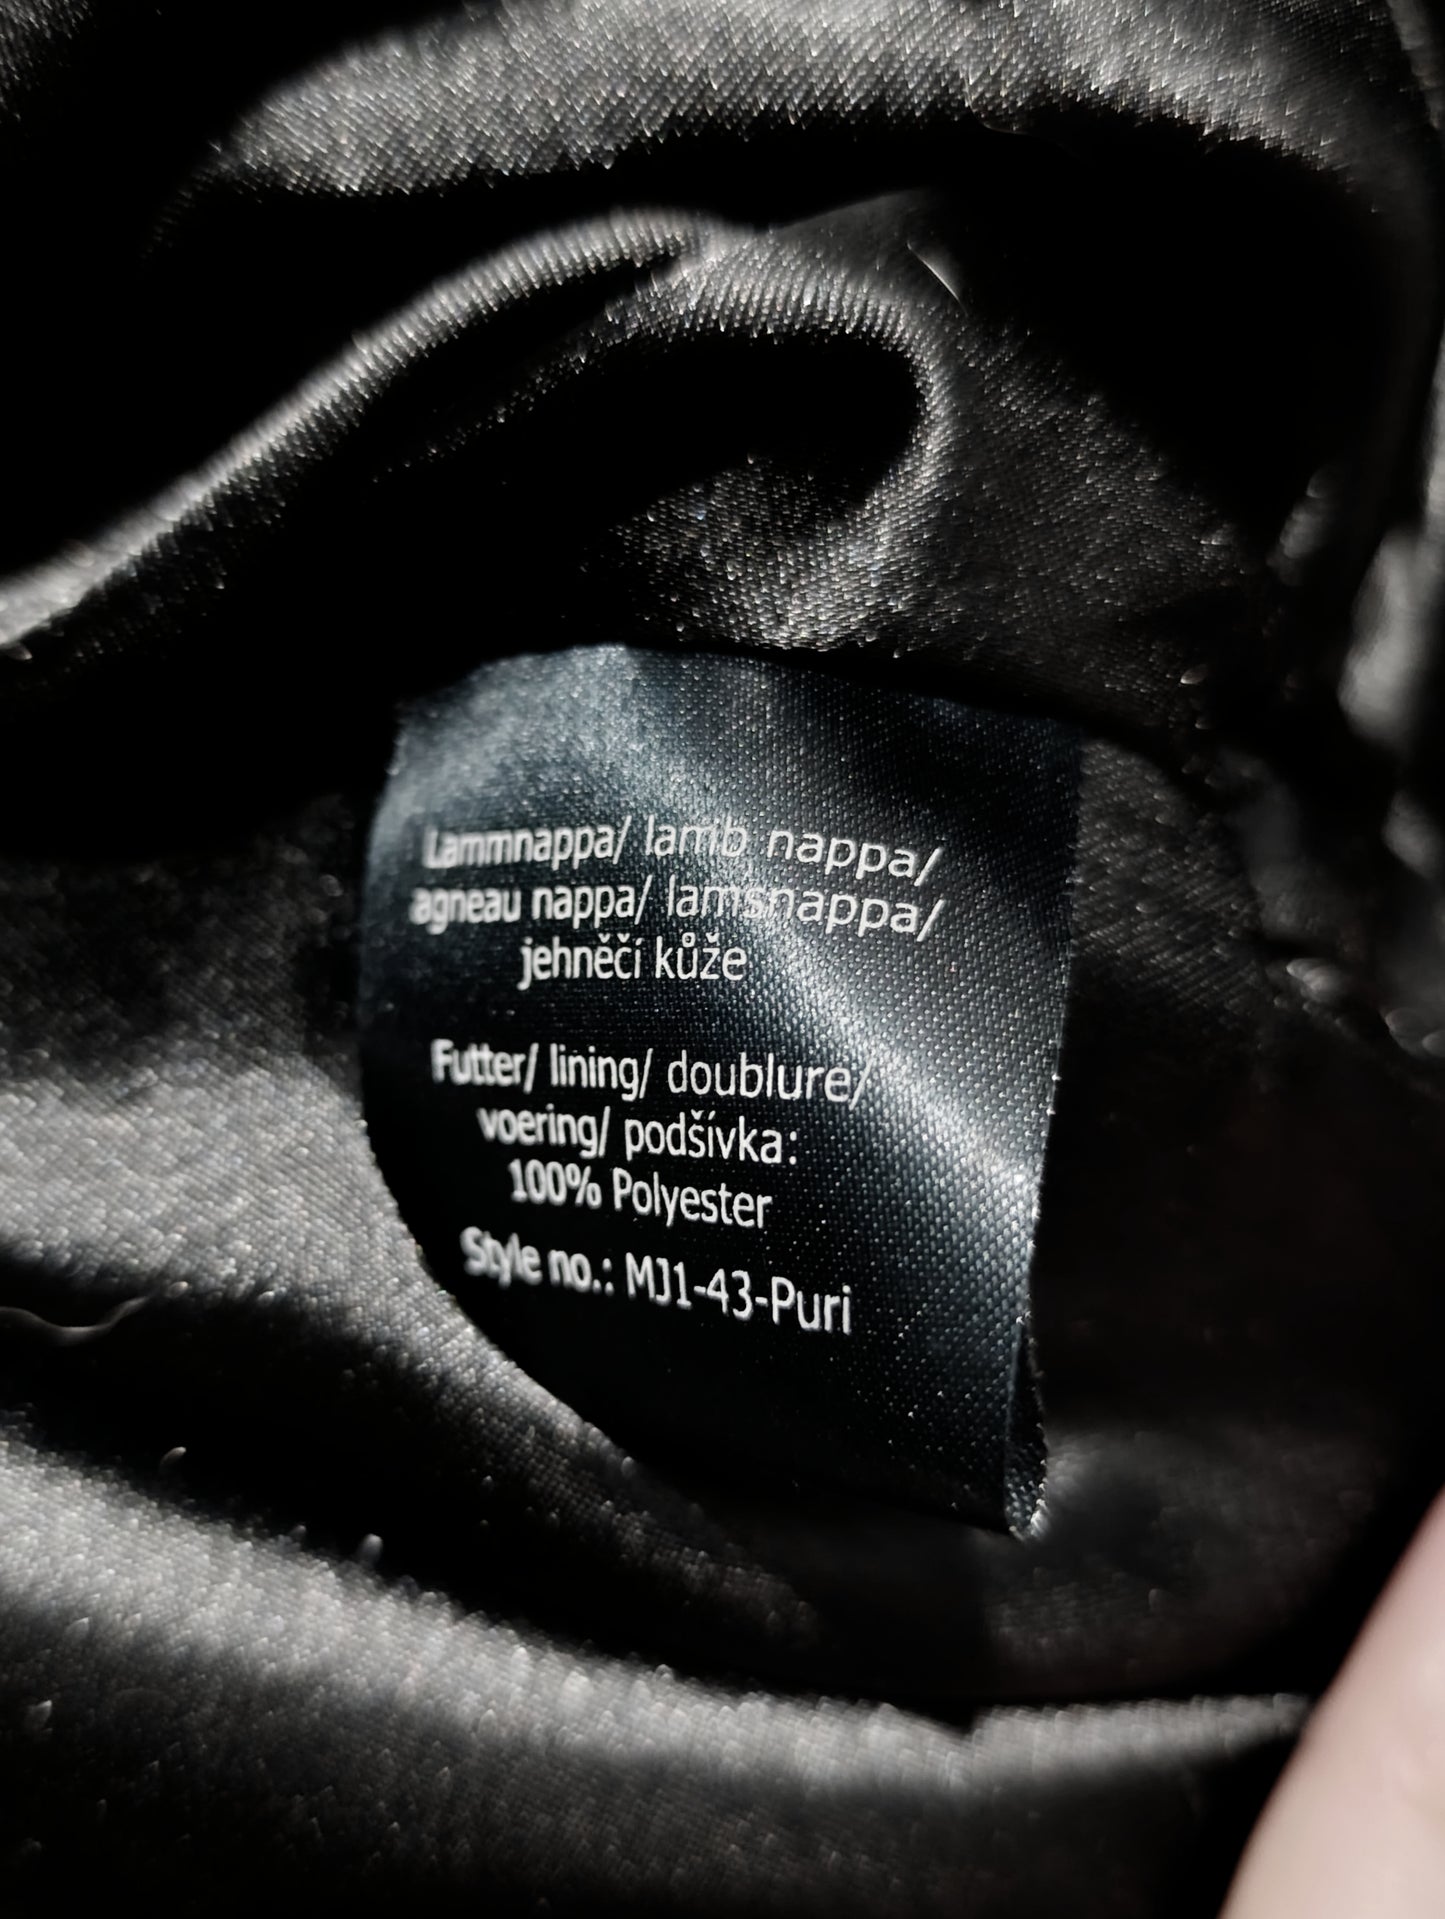 Lammnappa/ lamb nappa/
agneau nappa/ lamsnappa/
jehněčí kůže
Futter/ lining/ doublure/
voering/ podšívka:
100% Polyester
Style no.: MJ1-43-Puri